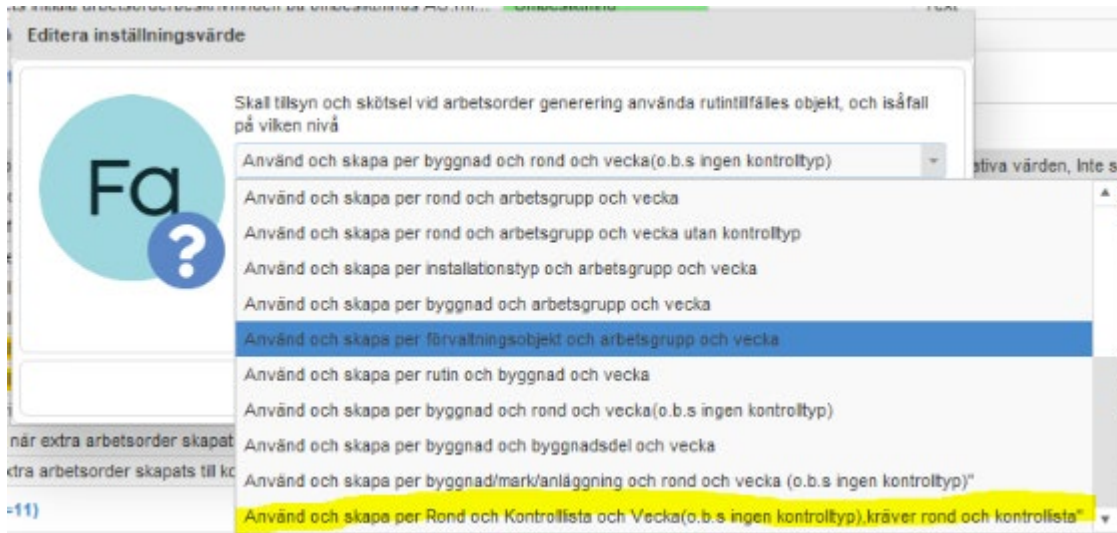 Editera inställningsvärde
Skall tillsyn och skötsel vid arbetsorder generering använda rutintillfälles objekt, och isåfall
på vilken nivå
Fa
?
Använd och skapa per byggnad och rond och vecka(o.b.s ingen kontrolltyp)
ativa värden, Inte s
Använd och skapa per rond och arbetsgrupp och vecka
Använd och skapa per rond och arbetsgrupp och vecka utan kontrolltyp
Använd och skapa per installationstyp och arbetsgrupp och vecka
Använd och skapa per byggnad och arbetsgrupp och vecka
Använd och skapa per förvaltningsobjekt och arbetsgrupp och vecka
Använd och skapa per rutin och byggnad och vecka
Använd och skapa per byggnad och rond och vecka(o.b.s ingen kontrolltyp)
när extra arbetsorder skapat
Använd och skapa per byggnad och byggnadsdel och vecka
xtra arbetsorder skapats till ko
Använd och skapa per byggnad/mark/anläggning och rond och vecka (o.b.s ingen kontrolltyp)"
=11)
Använd och skapa per Rond och Kontrolllista och Vecka(o.b.s ingen kontrolltyp),kräver rond och kontrollista"